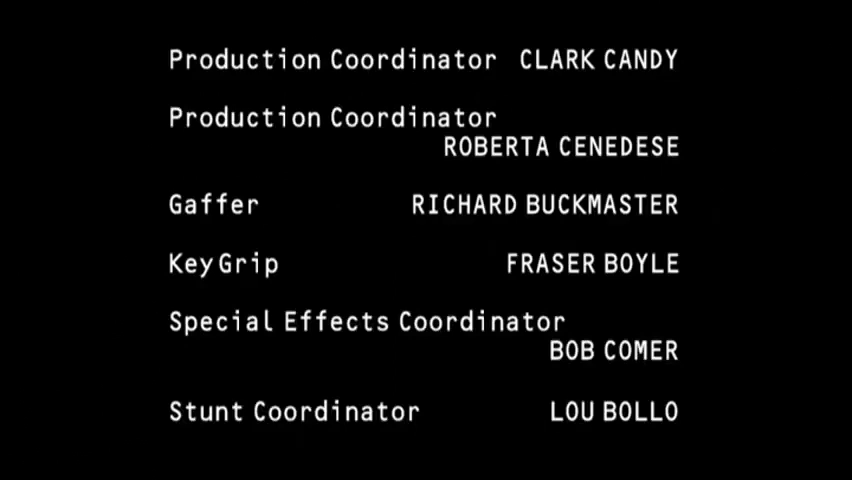 Production Coordinator CLARK CANDY
Production Coordinator
ROBERTA CENEDESE
Gaffer RICHARD BUCKMASTER
Key Grip FRASER BOYLE
Special Effects Coordinator
BOB COMER
Stunt Coordinator LOU BOLLO